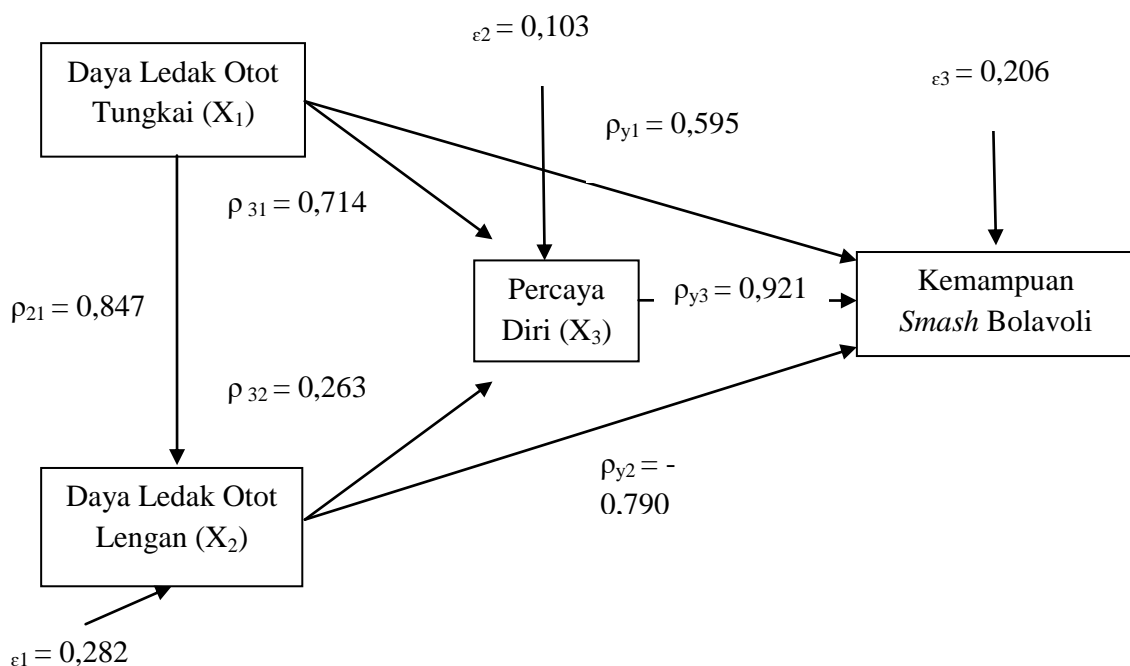 ε2 = 0,103
Daya Ledak Otot
Tungkai (X₁)
ε3 = 0,206
ρy1 = 0,595
ρ 31 = 0,714
Percaya
Diri (X₃)
ρy3 = 0,921
Kemampuan
Smash Bolavoli
ρ21 = 0,847
ρ 32 = 0,263
ρy2 = -
0,790
Daya Ledak Otot
Lengan (X₂)
ε1 = 0,282